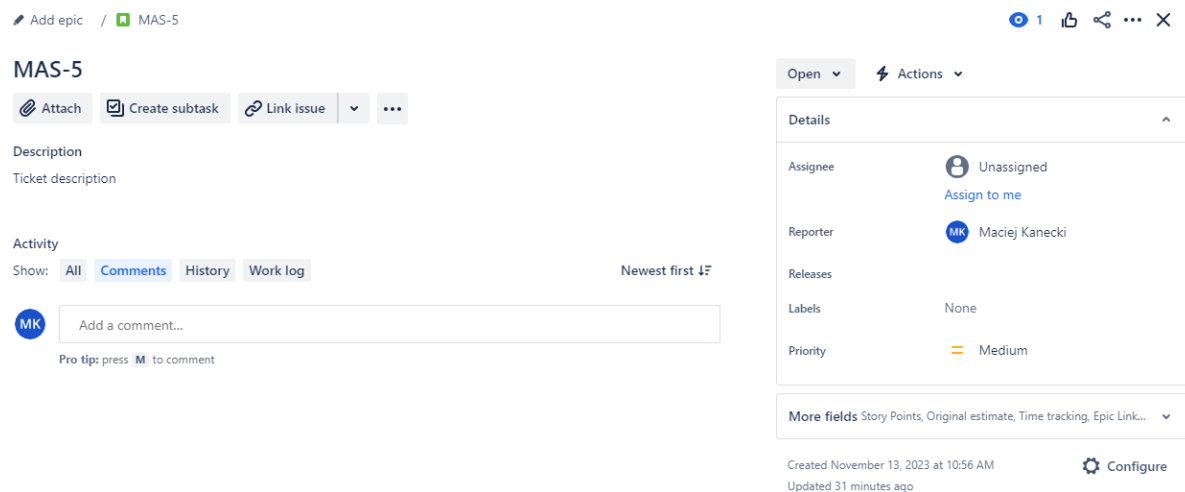 Add epic / MAS-5
1
MAS-5
Attach Create subtask Link issue
Description
Ticket description
Activity
Show: All Comments History Work log Newest first
MK Add a comment...
Pro tip: press M to comment
Open Actions
Details
Assignee Unassigned
Assign to me
Reporter MK Maciej Kanecki
Releases
Labels None
Priority Medium
More fields Story Points, Original estimate, Time tracking, Epic Link...
Created November 13, 2023 at 10:56 AM Configure
Updated 31 minutes ago